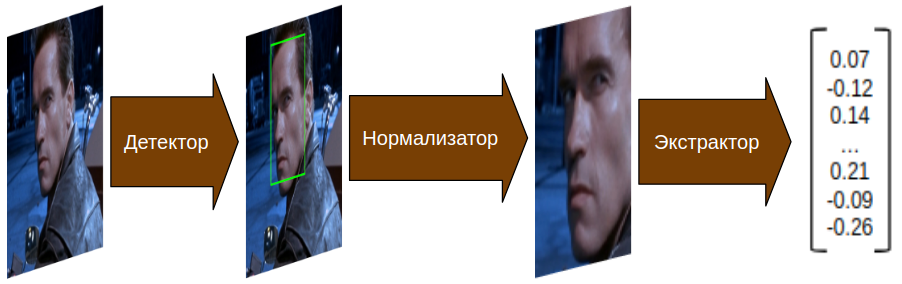 Детектор
Нормализатор
Экстрактор
0.07
-0.12
0.14
...
0.21
-0.09
-0.26